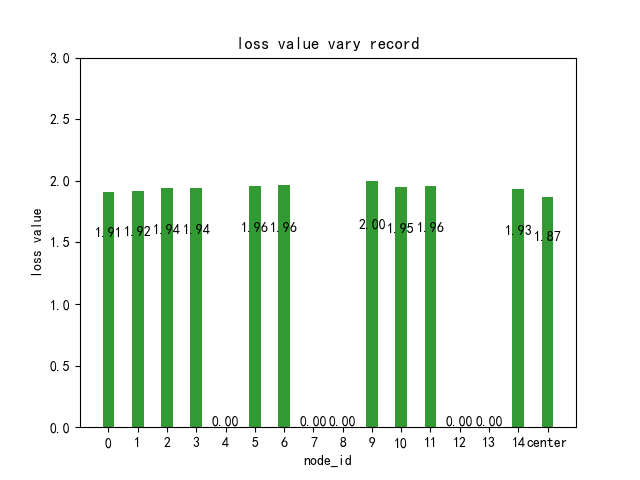 loss value vary record
3.0
2.5
2.0
1.5
1.0
0.5
0.0
loss value
1.91 1.92 1.94 1.94 0.00 1.96 1.96 0.00 0.00 2.00 1.95 1.96 0.00 0.00 1.93 1.87
0 1 2 3 4 5 6 7 8 9 10 11 12 13 14 center
node_id